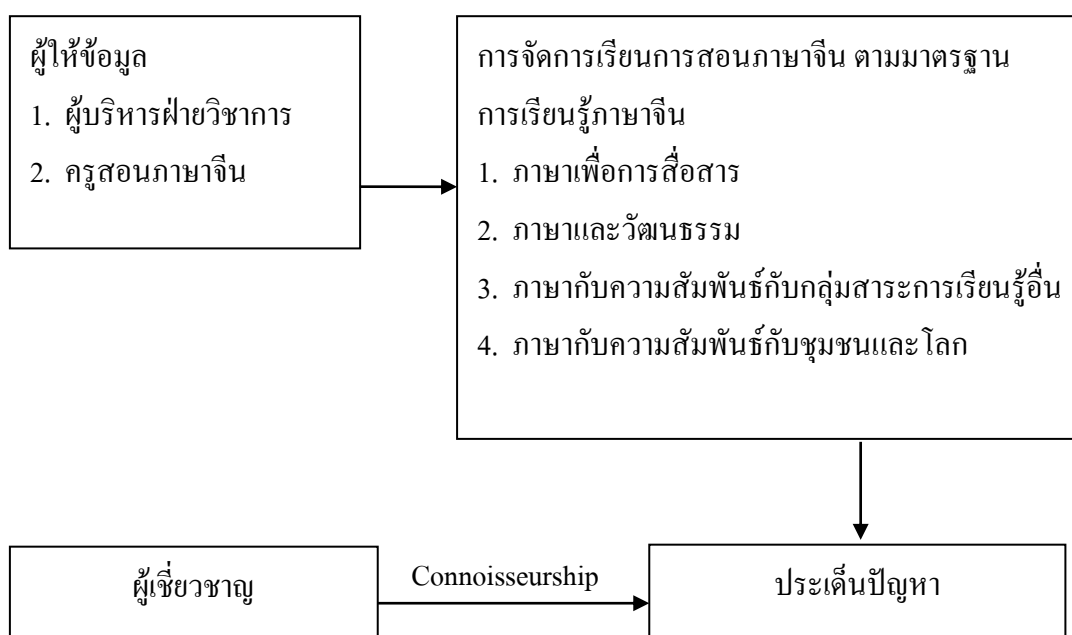 ผู้ให้ข้อมูล
1. ผู้บริหารฝ่ายวิชาการ
2. ครูสอนภาษาจีน
การจัดการเรียนการสอนภาษาจีน ตามมาตรฐาน
การเรียนรู้ภาษาจีน
1. ภาษาเพื่อการสื่อสาร
2. ภาษาและวัฒนธรรม
3. ภาษากับความสัมพันธ์กับกลุ่มสาระการเรียนรู้อื่น
4. ภาษากับความสัมพันธ์กับชุมชนและโลก
ผู้เชี่ยวชาญ
Connoisseurship
ประเด็นปัญหา